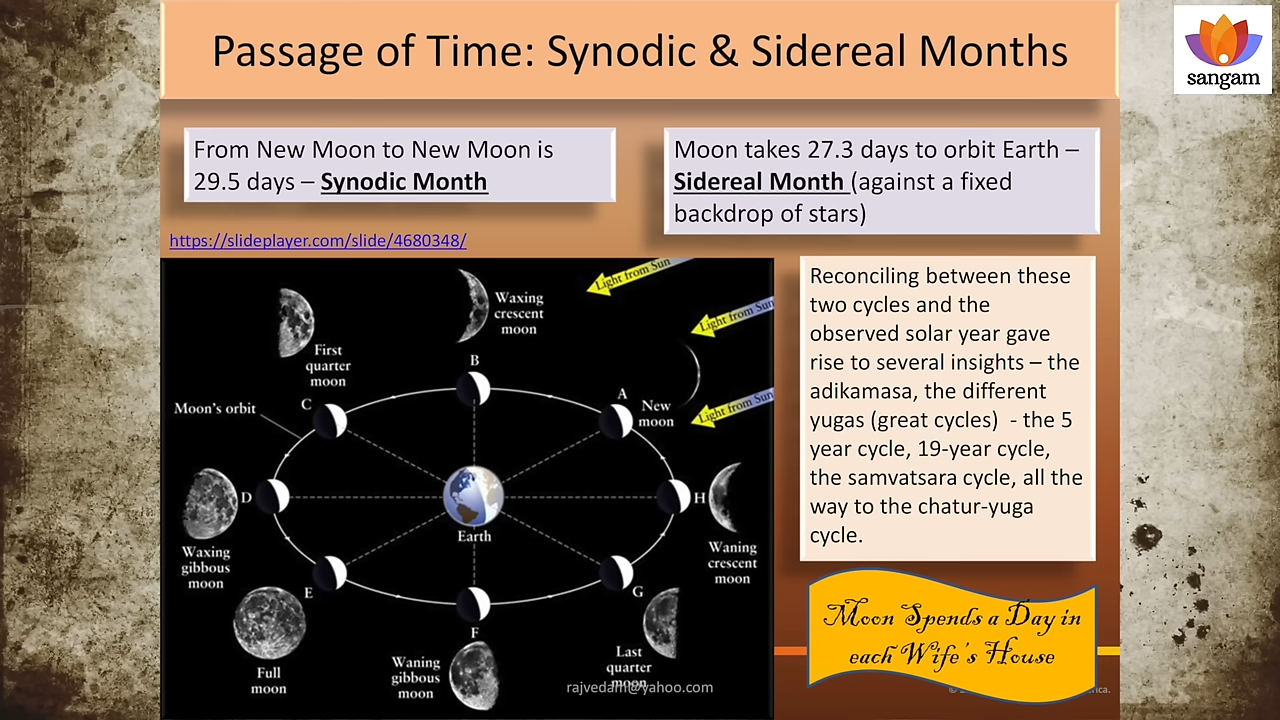 Passage of Time: Synodic & Sidereal Months
sangam
From New Moon to New Moon is
29.5 days – Synodic Month
Moon takes 27.3 days to orbit Earth –
Sidereal Month (against a fixed
backdrop of stars)
https://slideplayer.com/slide/4680348/
Light from Sun
Light from Sun
Light from Sun
Waxing
crescent
moon
First
quarter
moon
B
A
New
moon
C
Moon's orbit
D
H
Earth
Waxing
gibbous
moon
Waning
crescent
moon
E
G
F
Full
moon
Waning
gibbous
moon
Last
quarter
moon
rajvedam@yahoo.com
Reconciling between these
two cycles and the
observed solar year gave
rise to several insights – the
adikamasa, the different
yugas (great cycles)  - the 5
year cycle, 19-year cycle,
the samvatsara cycle, all the
way to the chatur-yuga
cycle.
Moon Spends a Day in
each Wife's House
©